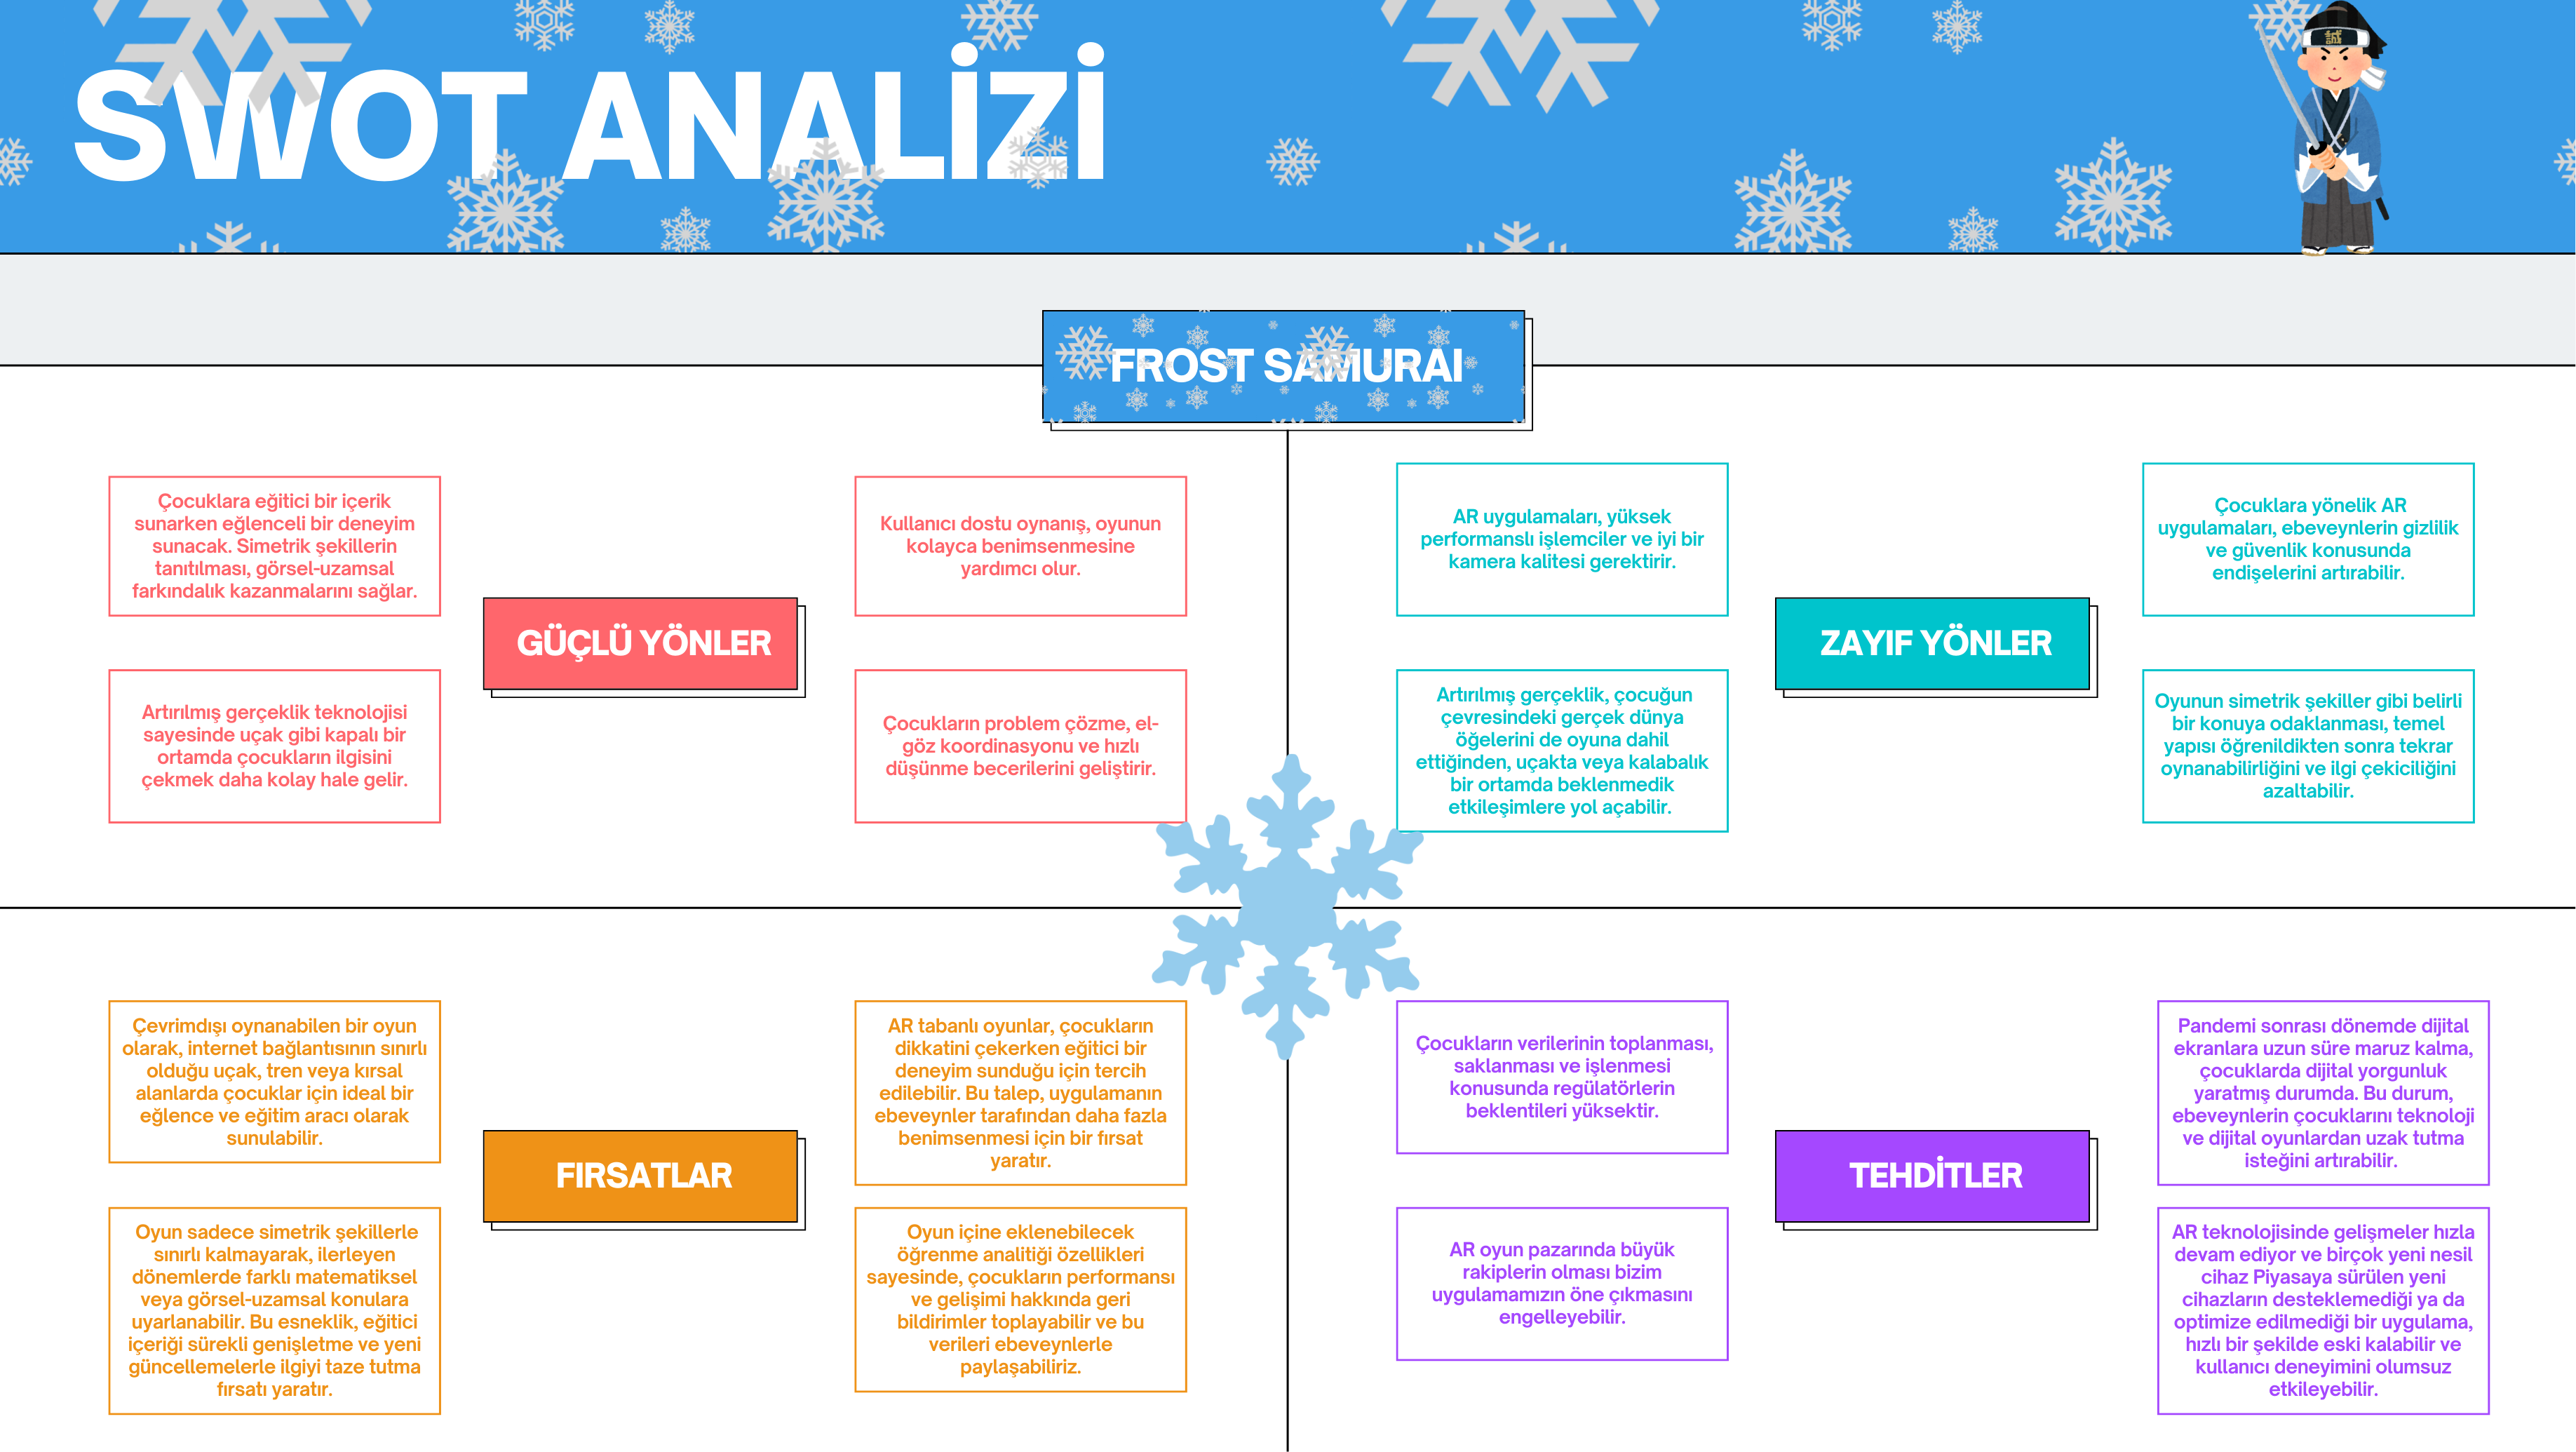 SWOT ANALİZİ
FROST SAMURAI
Çocuklara eğitici bir içerik
sunarken eğlenceli bir deneyim
sunacak. Simetrik şekillerin
tanıtılması, görsel-uzamsal
farkındalık kazanmalarını sağlar.
Kullanıcı dostu oynanış, oyunun
kolayca benimsenmesine
yardımcı olur.
GÜÇLÜ YÖNLER
Artırılmış gerçeklik teknolojisi
sayesinde uçak gibi kapalı bir
ortamda çocukların ilgisini
çekmek daha kolay hale gelir.
Çocukların problem çözme, el-
göz koordinasyonu ve hızlı
düşünme becerilerini geliştirir.
AR uygulamaları, yüksek
performanslı işlemciler ve iyi bir
kamera kalitesi gerektirir.
Çocuklara yönelik AR
uygulamaları, ebeveynlerin gizlilik
ve güvenlik konusunda
endişelerini artırabilir.
ZAYIF YÖNLER
Artırılmış gerçeklik, çocuğun
çevresindeki gerçek dünya
öğelerini de oyuna dahil
ettiğinden, uçakta veya kalabalık
bir ortamda beklenmedik
etkileşimlere yol açabilir.
Oyunun simetrik şekiller gibi belirli
bir konuya odaklanması, temel
yapısı öğrenildikten sonra tekrar
oynanabilirliğini ve ilgi çekiciliğini
azaltabilir.
Çevrimdışı oynanabilen bir oyun
olarak, internet bağlantısının sınırlı
olduğu uçak, tren veya kırsal
alanlarda çocuklar için ideal bir
eğlence ve eğitim aracı olarak
sunulabilir.
AR tabanlı oyunlar, çocukların
dikkatini çekerken eğitici bir
deneyim sunduğu için tercih
edilebilir. Bu talep, uygulamanın
ebeveynler tarafından daha fazla
benimsenmesi için bir fırsat
yaratır.
FIRSATLAR
Oyun sadece simetrik şekillerle
sınırlı kalmayarak, ilerleyen
dönemlerde farklı matematiksel
veya görsel-uzamsal konulara
uyarlanabilir. Bu esneklik, eğitici
içeriği sürekli genişletme ve yeni
güncellemelerle ilgiyi taze tutma
fırsatı yaratır.
Oyun içine eklenebilecek
öğrenme analitiği özellikleri
sayesinde, çocukların performansı
ve gelişimi hakkında geri
bildirimler toplayabilir ve bu
verileri ebeveynlerle
paylaşabiliriz.
Çocukların verilerinin toplanması,
saklanması ve işlenmesi
konusunda regülatörlerin
beklentileri yüksektir.
Pandemi sonrası dönemde dijital
ekranlara uzun süre maruz kalma,
çocuklarda dijital yorgunluk
yaratmış durumda. Bu durum,
ebeveynlerin çocuklarını teknoloji
ve dijital oyunlardan uzak tutma
isteğini artırabilir.
TEHDİTLER
AR oyun pazarında büyük
rakiplerin olması bizim
uygulamamızın öne çıkmasını
engelleyebilir.
AR teknolojisinde gelişmeler hızla
devam ediyor ve birçok yeni nesil
cihaz Piyasaya sürülen yeni
cihazların desteklemediği ya da
optimize edilmediği bir uygulama,
hızlı bir şekilde eski kalabilir ve
kullanıcı deneyimini olumsuz
etkileyebilir.